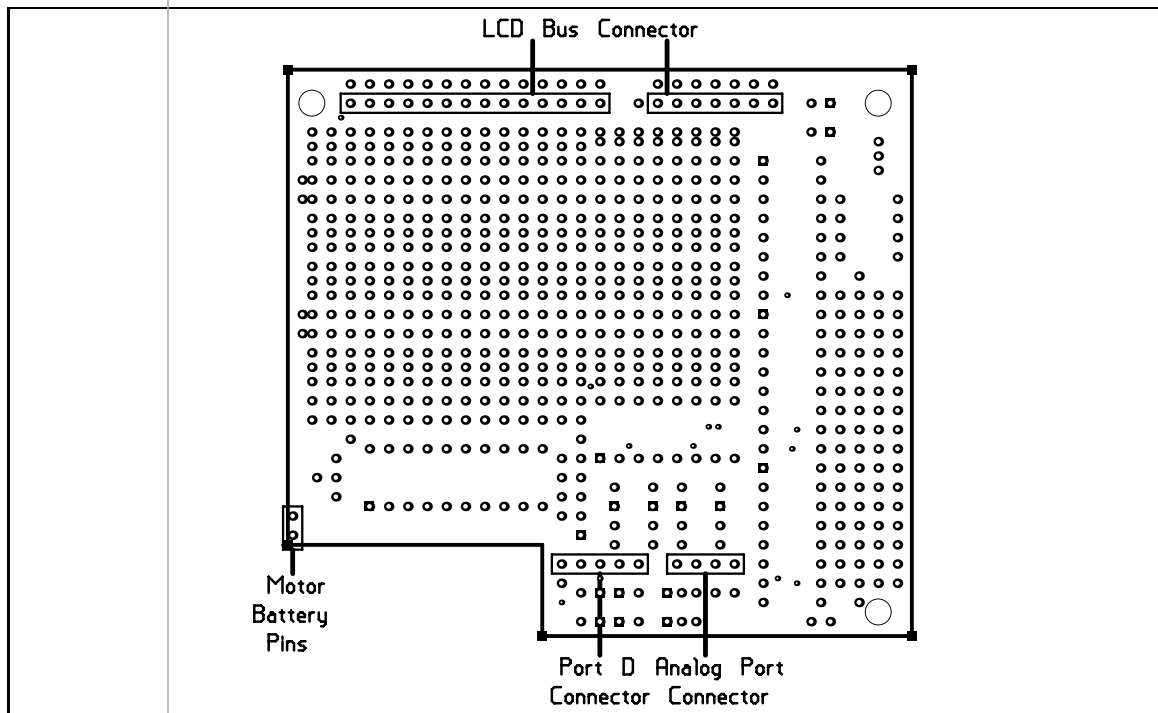 LCD Bus Connector
Motor
Battery
Pins
Port D
Connector
Analog Port
Connector